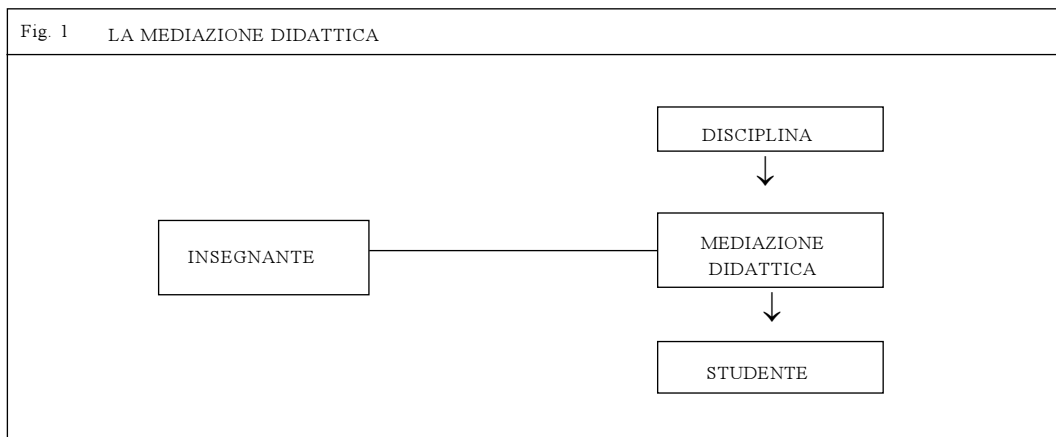 Fig. 1 LA MEDIAZIONE DIDATTICA
DISCIPLINA
INSEGNANTE
MEDIAZIONE
DIDATTICA
STUDENTE